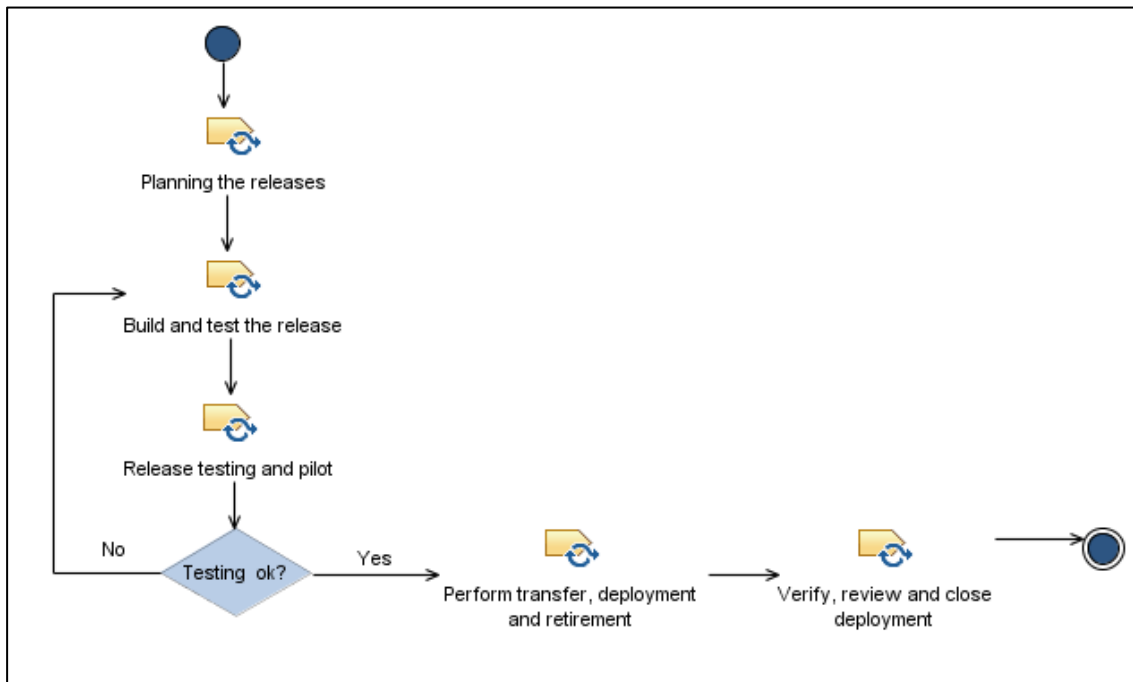 Planning the releases
Build and test the release
Release testing and pilot
No
Testing ok?
Yes
Perform transfer, deployment
and retirement
Verify, review and close
deployment